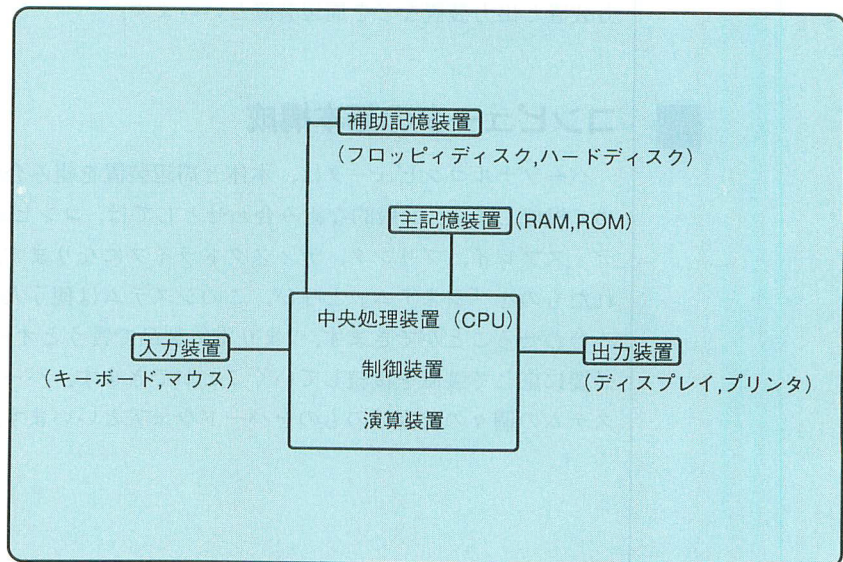 補助記憶装置
(フロッピィディスク,ハードディスク)
主記憶装置 (RAM,ROM)
中央処理装置 (CPU)
入力装置
出力装置
(キーボード,マウス)
制御装置
(ディスプレイ,プリンタ)
演算装置